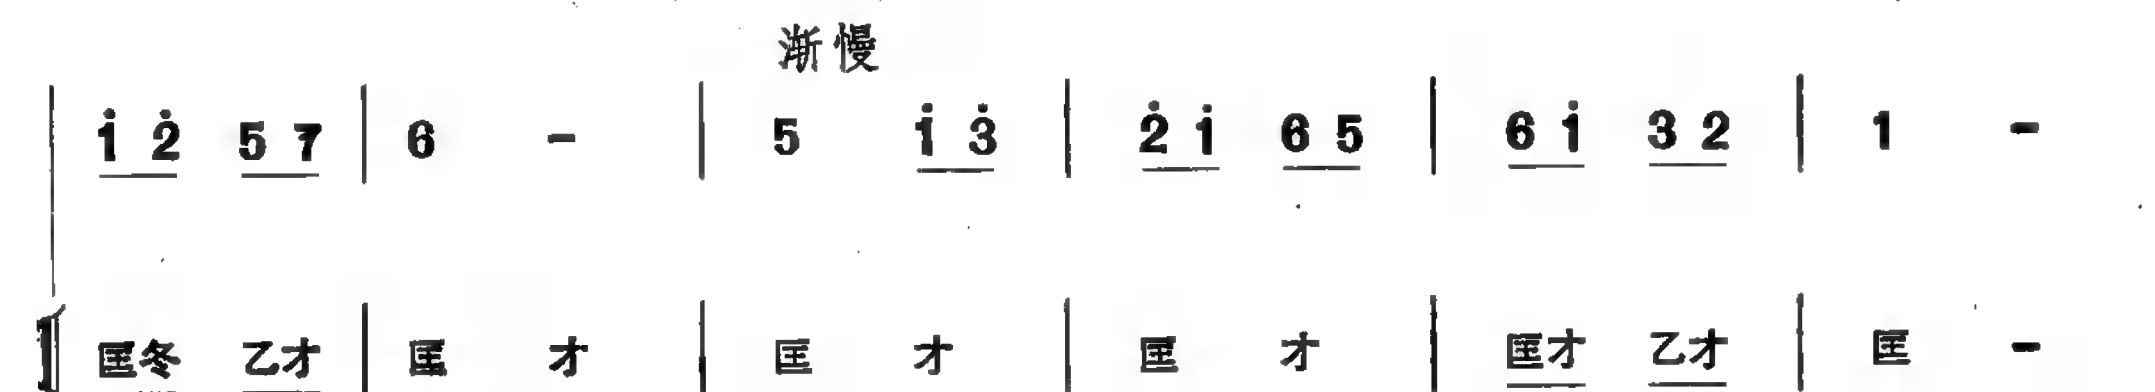 渐慢
| 1̇ 2̇ 5 7 | 6 - | 5 1̇ 3̇ | 2̇ 1̇ 6 5 | 6 1̇ 3 2 | 1 -
匡冬 乙才 | 匡 才 | 匡 才 | 匡 才 | 匡才 乙才 | 匡 -